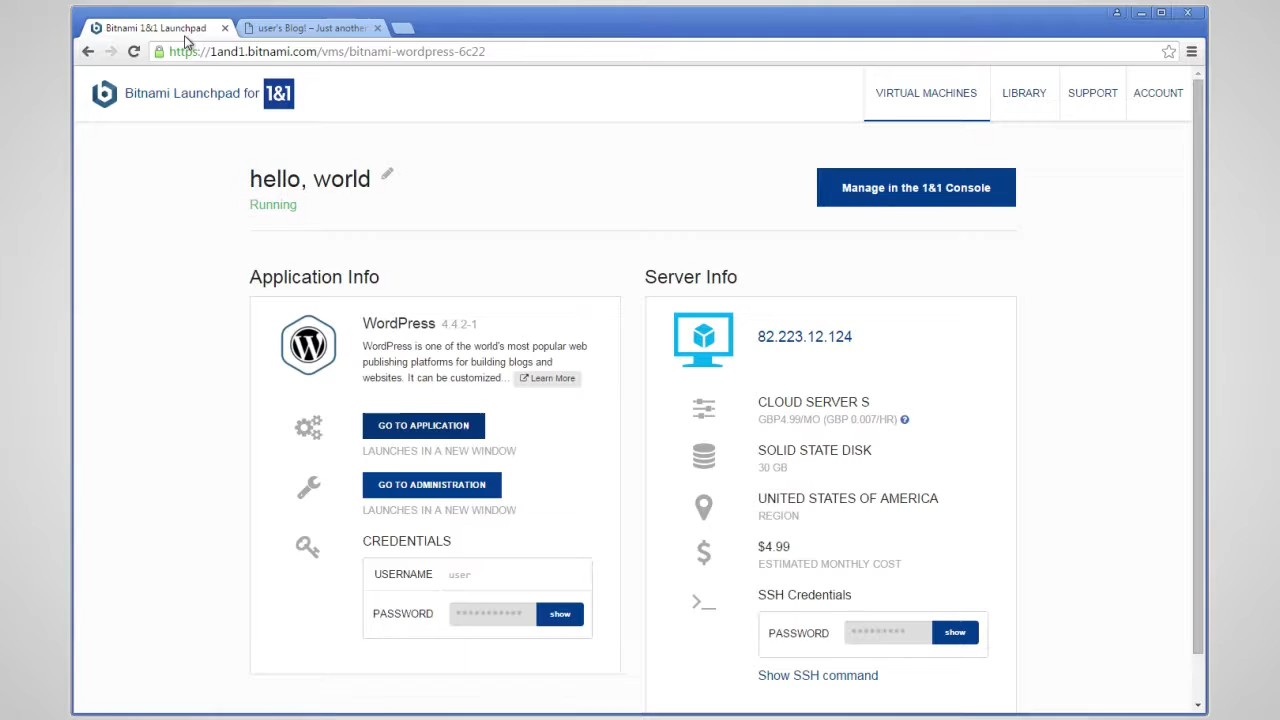 Bitnami 1&1 Launchpad
user's Blog! – Just another
https://1and1.bitnami.com/vms/bitnami-wordpress-6c22
Bitnami Launchpad for 1&1
VIRTUAL MACHINES
LIBRARY
SUPPORT
ACCOUNT
hello, world
Running
Manage in the 1&1 Console
Application Info
WordPress 4.4.2-1
WordPress is one of the world's most popular web
publishing platforms for building blogs and
websites. It can be customized... Learn More
GO TO APPLICATION
LAUNCHES IN A NEW WINDOW
GO TO ADMINISTRATION
LAUNCHES IN A NEW WINDOW
CREDENTIALS
USERNAME user
PASSWORD *********** show
Server Info
82.223.12.124
CLOUD SERVER S
GBP4.99/MO (GBP 0.007/HR) ?
SOLID STATE DISK
30 GB
UNITED STATES OF AMERICA
REGION
$4.99
ESTIMATED MONTHLY COST
SSH Credentials
PASSWORD ********* show
Show SSH command